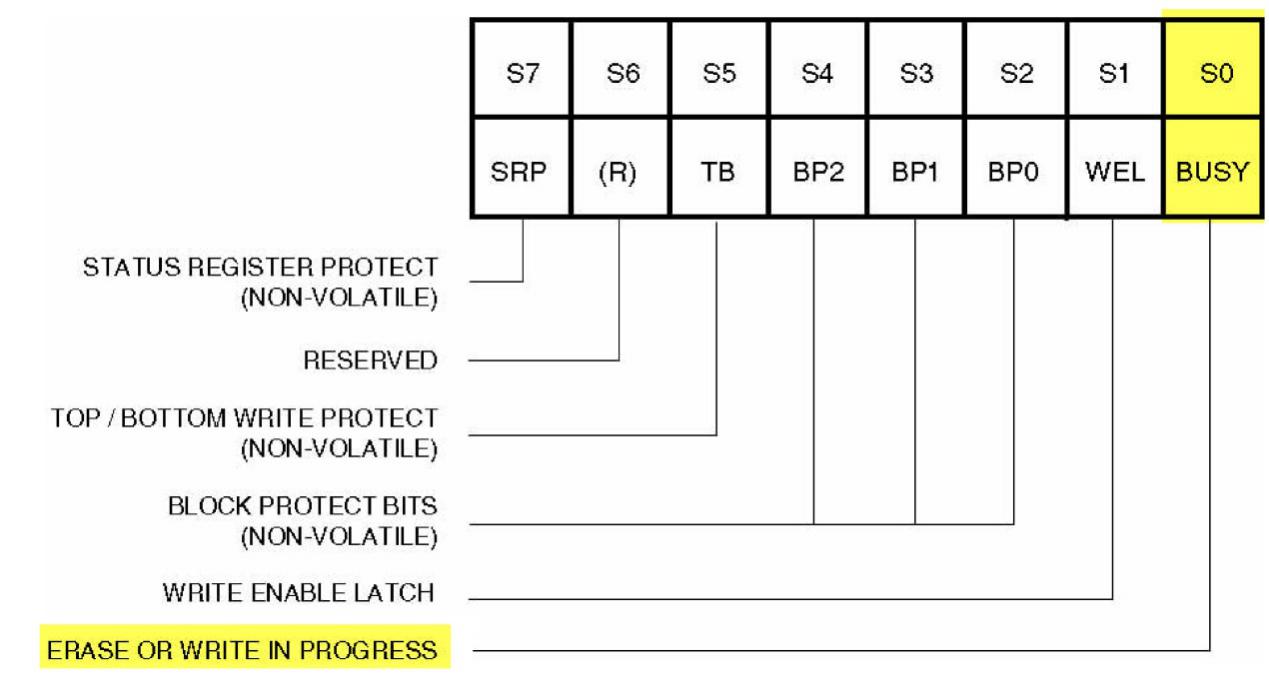 S7 S6 S5 S4 S3 S2 S1 S0
SRP (R) TB BP2 BP1 BP0 WEL BUSY
STATUS REGISTER PROTECT
(NON-VOLATILE)
RESERVED
TOP / BOTTOM WRITE PROTECT
(NON-VOLATILE)
BLOCK PROTECT BITS
(NON-VOLATILE)
WRITE ENABLE LATCH
ERASE OR WRITE IN PROGRESS